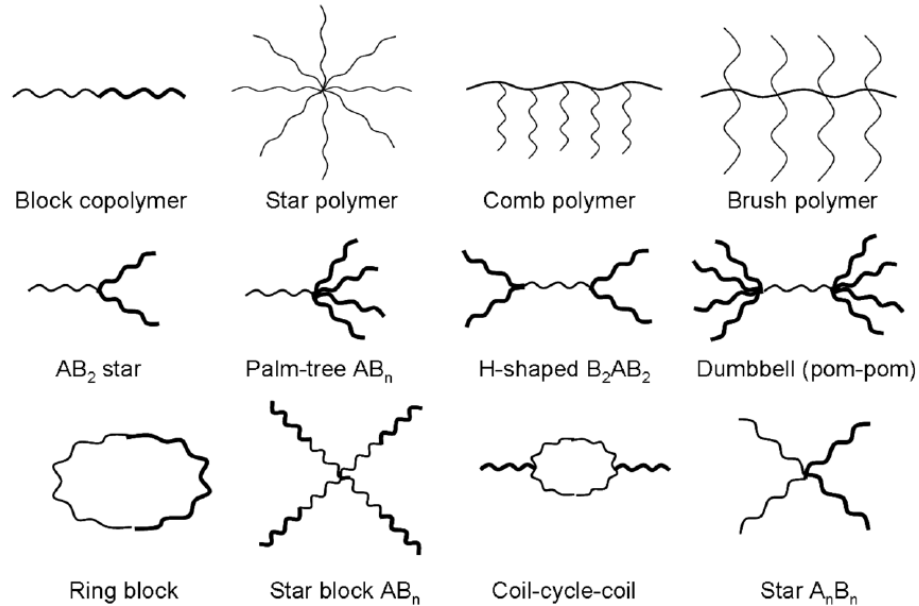 Block copolymer
Star polymer
Comb polymer
Brush polymer
AB₂ star
Palm-tree ABₙ
H-shaped B₂AB₂
Dumbbell (pom-pom)
Ring block
Star block ABₙ
Coil-cycle-coil
Star AₙBₙ